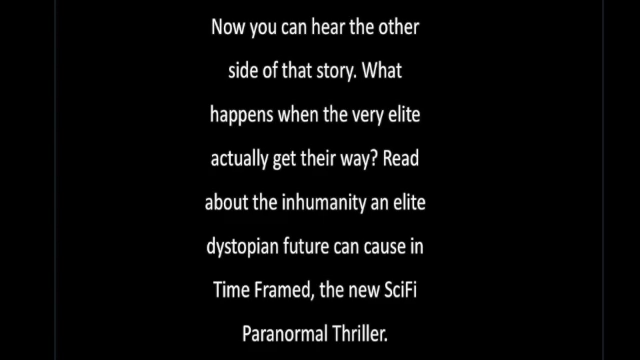 Now you can hear the other
side of that story. What
happens when the very elite
actually get their way? Read
about the inhumanity an elite
dystopian future can cause in
Time Framed, the new SciFi
Paranormal Thriller.